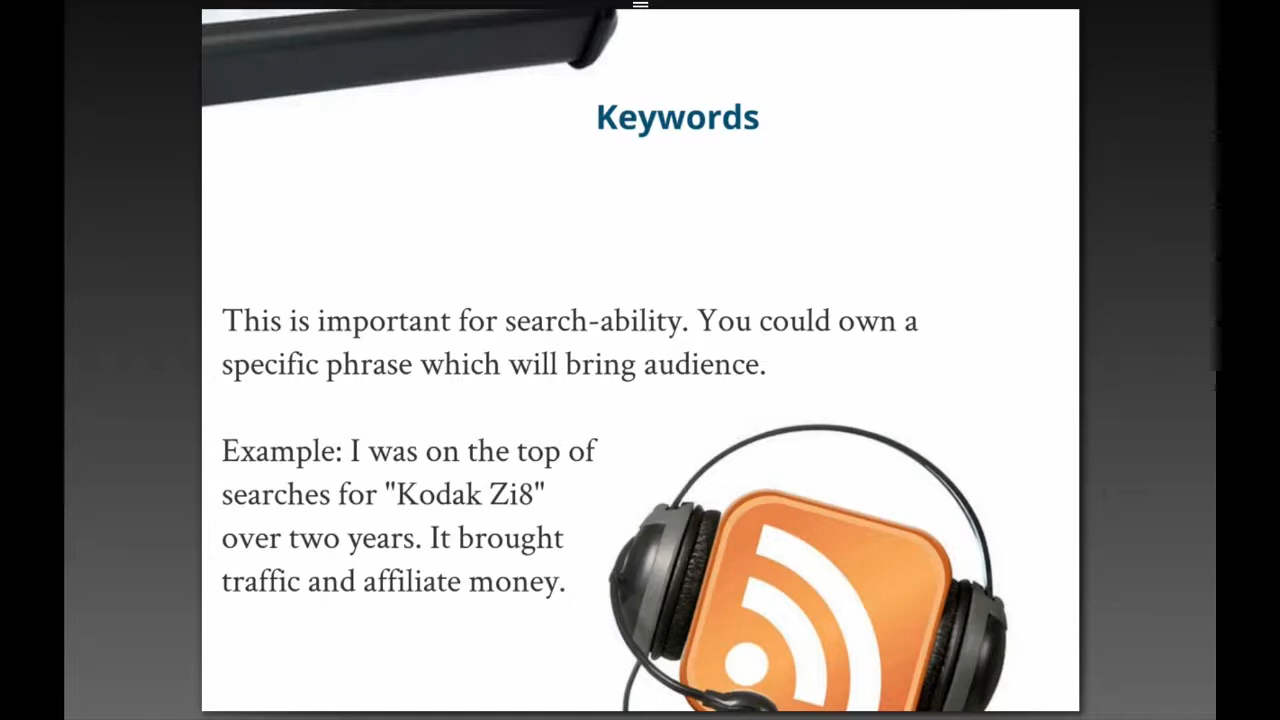 Keywords
This is important for search-ability. You could own a
specific phrase which will bring audience.
Example: I was on the top of
searches for "Kodak Zi8"
over two years. It brought
traffic and affiliate money.